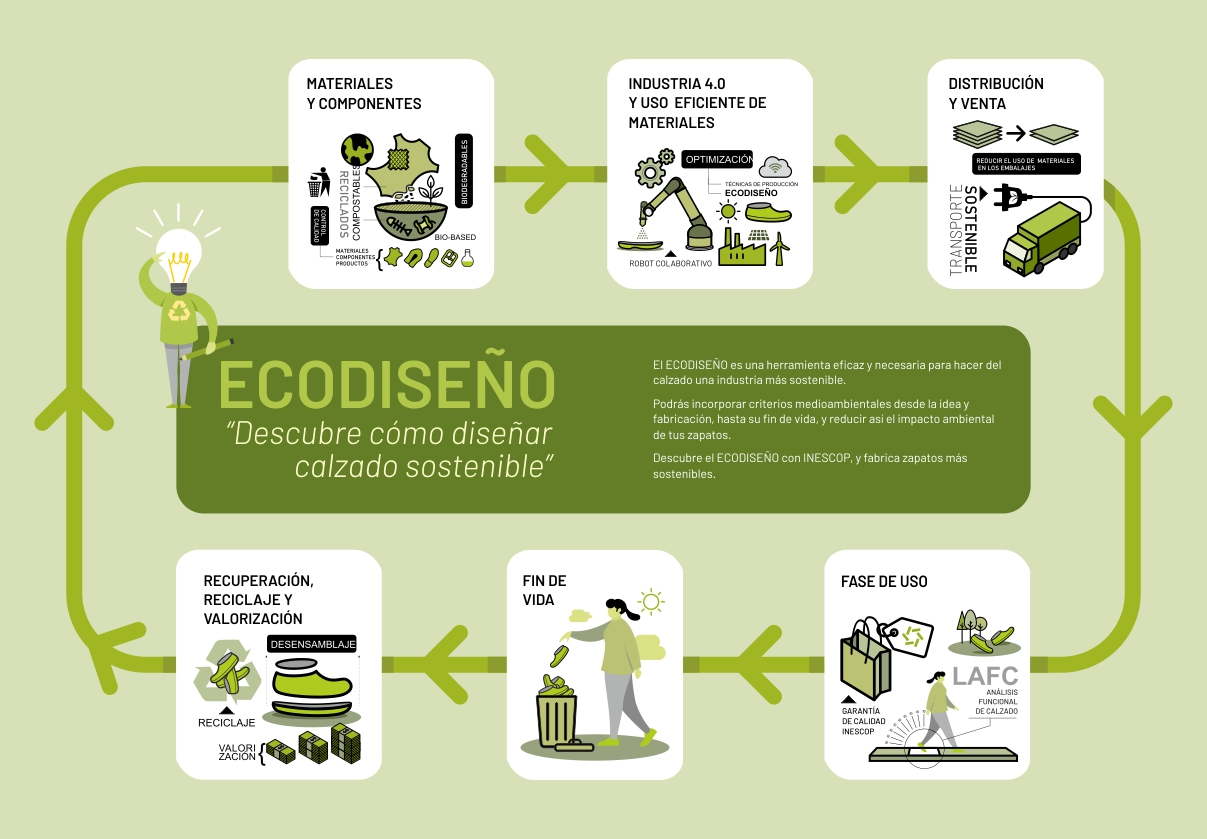 MATERIALES
Y COMPONENTES
RECICLADOS
COMPOSTABLES
BIODEGRADABLES
CONTROL
DE CALIDAD
BIO-BASED
MATERIALES
COMPONENTES
PRODUCTOS
INDUSTRIA 4.0
Y USO EFICIENTE DE
MATERIALES
OPTIMIZACIÓN
TÉCNICAS DE PRODUCCIÓN
ECODISEÑO
ROBOT COLABORATIVO
DISTRIBUCIÓN
Y VENTA
REDUCIR EL USO DE MATERIALES
EN LOS EMBALAJES
TRANSPORTE
SOSTENIBLE
ECODISEÑO
“Descubre cómo diseñar
calzado sostenible”
El ECODISEÑO es una herramienta eficaz y necesaria para hacer del
calzado una industria más sostenible.
Podrás incorporar criterios medioambientales desde la idea y
fabricación, hasta su fin de vida, y reducir asi el impacto ambiental
de tus zapatos.
Descubre el ECODISEÑO con INESCOP, y fabrica zapatos más
sostenibles.
RECUPERACIÓN,
RECICLAJE Y
VALORIZACIÓN
DESENSAMBLAJE
RECICLAJE
VALORI
ZACIÓN
FIN DE
VIDA
FASE DE USO
GARANTÍA
DE CALIDAD
INESCOP
LAFC
ANÁLISIS
FUNCIONAL
DE CALZADO